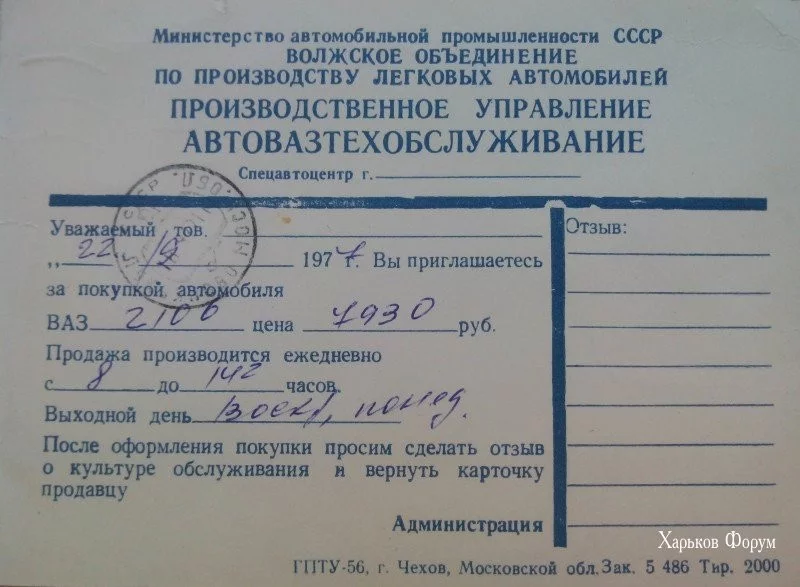 Министерство автомобильной промышленности СССР
ВОЛЖСКОЕ ОБЪЕДИНЕНИЕ
ПО ПРОИЗВОДСТВУ ЛЕГКОВЫХ АВТОМОБИЛЕЙ
ПРОИЗВОДСТВЕННОЕ УПРАВЛЕНИЕ
АВТОВАЗТЕХОБСЛУЖИВАНИЕ
Спецавтоцентр г.
Уважаемый тов.
„ 22 1977 г. Вы приглашаетесь
за покупкой автомобиля
ВАЗ 2106 цена 7930 руб.
Продажа производится ежедневно
с 8 до часов.
Выходной день воскр, понед.
После оформления покупки просим сделать отзыв
о культуре обслуживания и вернуть карточку
продавцу
Администрация
Отзыв:
ГПТУ-56, г. Чехов, Московской обл. Зак. 5 486 Тир. 2000
Харьков Форум